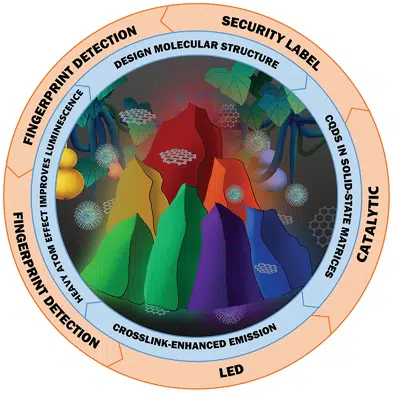 FINGERPRINT DETECTION
SECURITY LABEL
CATALYTIC
LED
FINGERPRINT DETECTION
DESIGN MOLECULAR STRUCTURE
CQDS IN SOLID-STATE MATRICES
CROSSLINK-ENHANCED EMISSION
HEAVY ATOM EFFECT IMPROVES LUMINESCENCE